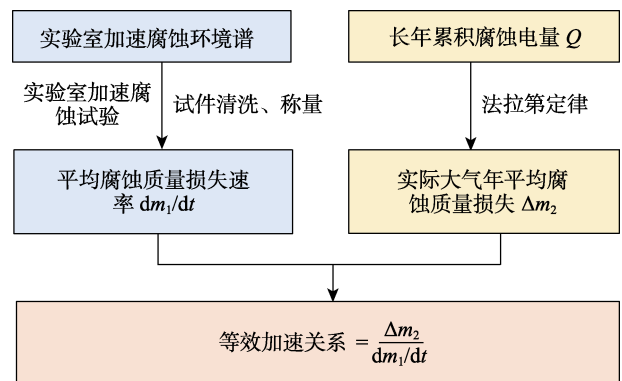 实验室加速腐蚀环境谱
长年累积腐蚀电量 Q
实验室加速腐
蚀试验
试件清洗、称量
法拉第定律
平均腐蚀质量损失速
率 dm₁/dt
实际大气年平均腐
蚀质量损失 Δm₂
等效加速关系 = Δm₂/(dm₁/dt)